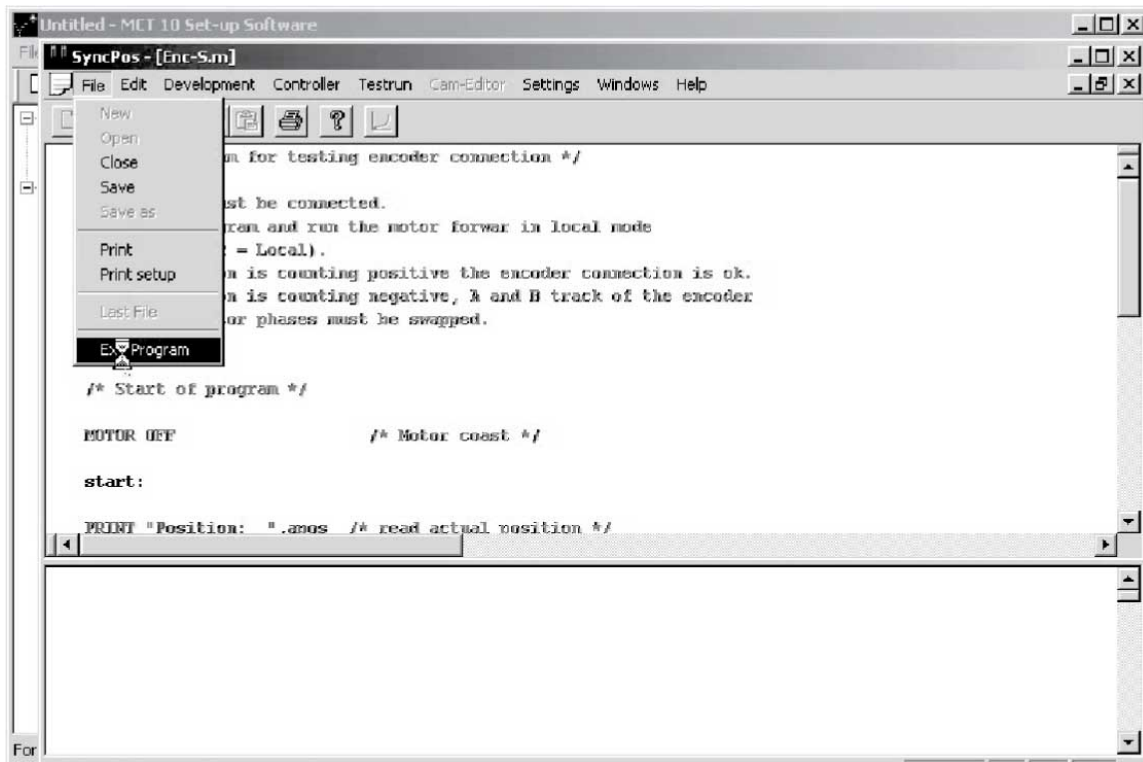 Untitled - MCT 10 Set-up Software
SyncPos - [Enc-S.m]
File Edit Development Controller Testrun Cam-Editor Settings Windows Help
New
Open
Close
Save
Save as
Print
Print setup
Last File
Program
m for testing encoder connection */
st be connected.
ram and run the motor forwar in local mode
= Local).
n is counting positive the encoder connection is ok.
n is counting negative, A and B track of the encoder
or phases must be swapped.
/* Start of program */
MOTOR OFF /* Motor coast */
start:
PRINT "Position: ",apos /* read actual position */
For